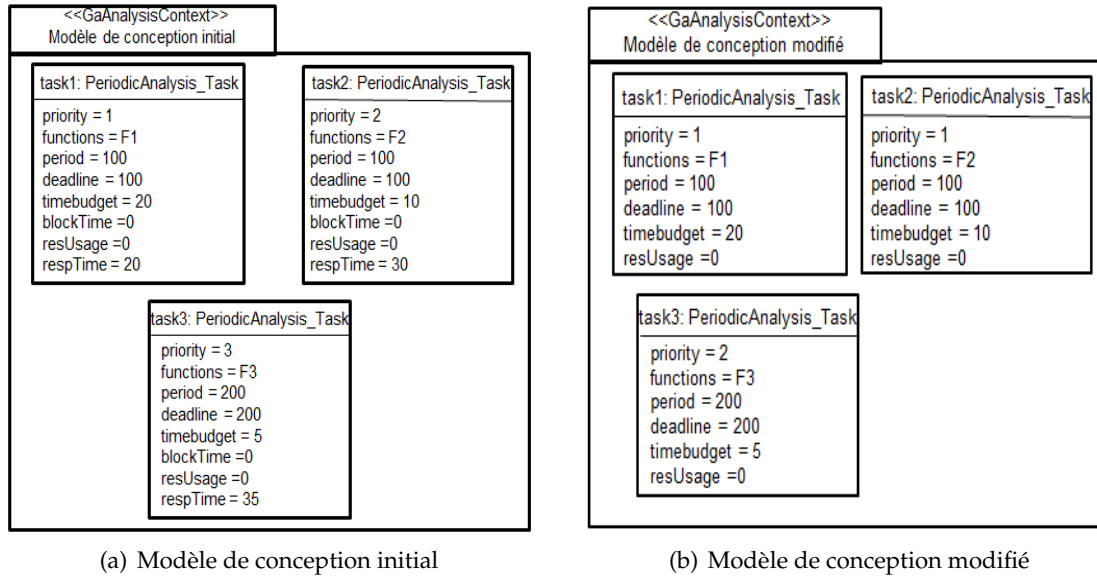 <<GaAnalysisContext>>
Modèle de conception initial
task1: PeriodicAnalysis_Task
priority = 1
functions = F1
period = 100
deadline = 100
timebudget = 20
blockTime =0
resUsage =0
respTime = 20
task2: PeriodicAnalysis_Task
priority = 2
functions = F2
period = 100
deadline = 100
timebudget = 10
blockTime =0
resUsage =0
respTime = 30
task3: PeriodicAnalysis_Task
priority = 3
functions = F3
period = 200
deadline = 200
timebudget = 5
blockTime =0
resUsage =0
respTime = 35
(a) Modèle de conception initial
<<GaAnalysisContext>>
Modèle de conception modifié
task1: PeriodicAnalysis_Task
priority = 1
functions = F1
period = 100
deadline = 100
timebudget = 20
resUsage =0
task2: PeriodicAnalysis_Task
priority = 1
functions = F2
period = 100
deadline = 100
timebudget = 10
resUsage =0
task3: PeriodicAnalysis_Task
priority = 2
functions = F3
period = 200
deadline = 200
timebudget = 5
resUsage =0
(b) Modèle de conception modifié